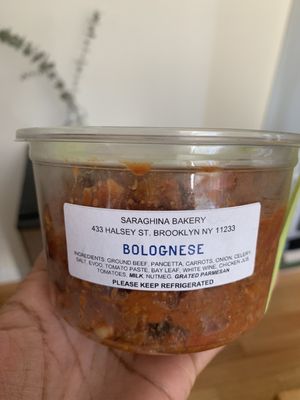 SARAGHINA BAKERY
433 HALSEY ST. BROOKLYN NY 11233
BOLOGNESE
INGREDIENTS: GROUND BEEF, PANCETTA, CARROTS, ONION, CELERY,
SALT, EVOO, TOMATO PASTE, BAY LEAF, WHITE WINE, CHICKEN JUS,
TOMATOES, MILK, NUTMEG, GRATED PARMESAN
PLEASE KEEP REFRIGERATED